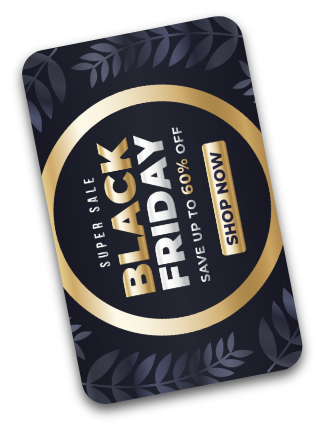 SUPER SALE
BLACK
FRIDAY
SAVE UP TO 60% OFF
SHOP NOW